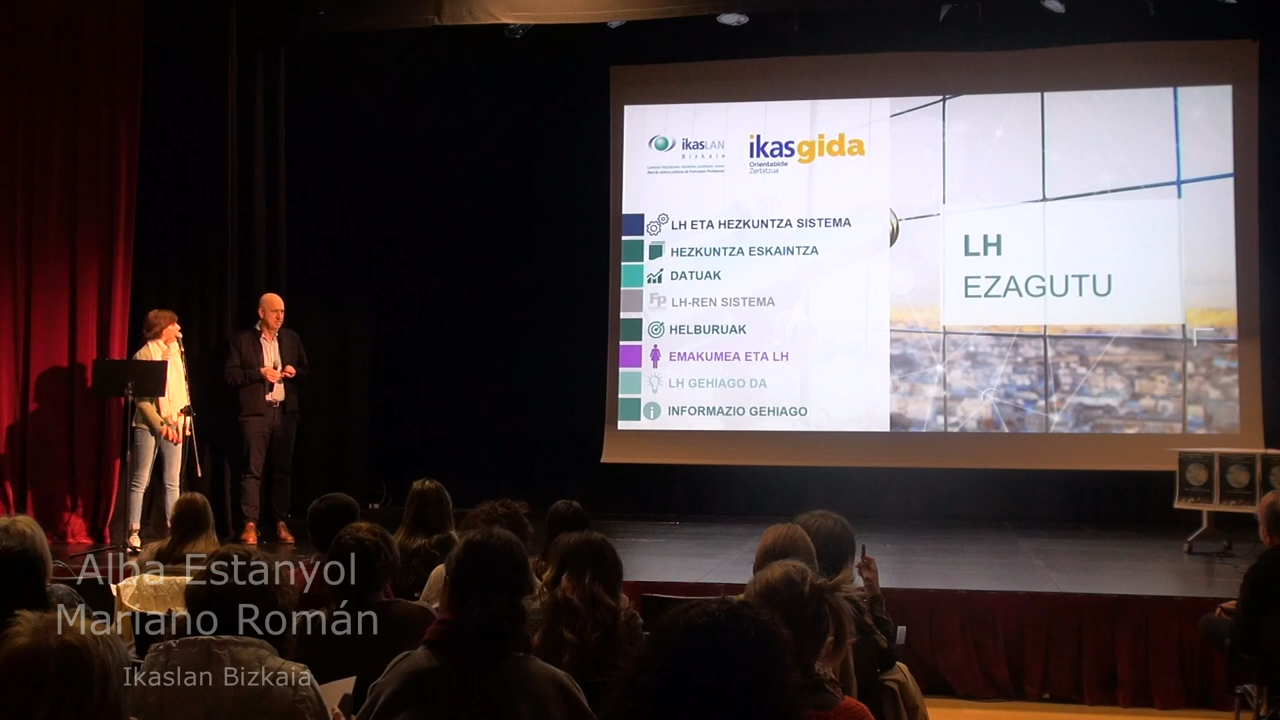 ikasLAN
Bizkaia
ikasgida
Orientabide
Zerbitzua
LH ETA HEZKUNTZA SISTEMA
HEZKUNTZA ESKAINTZA
DATUAK
Fp
LH-REN SISTEMA
HELBURUAK
EMAKUMEA ETA LH
LH GEHIAGO DA
INFORMAZIO GEHIAGO
LH
EZAGUTU
Alba Estanyol
Mariano Román
Ikaslan Bizkaia